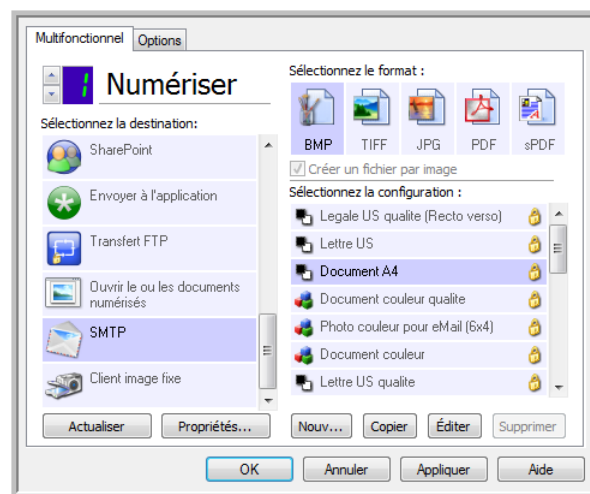 Multifonctionnel Options
1 Numériser
Sélectionnez la destination:
SharePoint
Envoyer à l'application
Transfert FTP
Ouvrir le ou les documents
numérisés
SMTP
Client image fixe
Actualiser Propriétés...
Sélectionnez le format :
BMP TIFF JPG PDF sPDF
Créer un fichier par image
Sélectionnez la configuration :
Legale US qualite (Recto verso)
Lettre US
Document A4
Document couleur qualite
Photo couleur pour eMail (6x4)
Document couleur
Lettre US qualite
Nouv... Copier Éditer Supprimer
OK Annuler Appliquer Aide